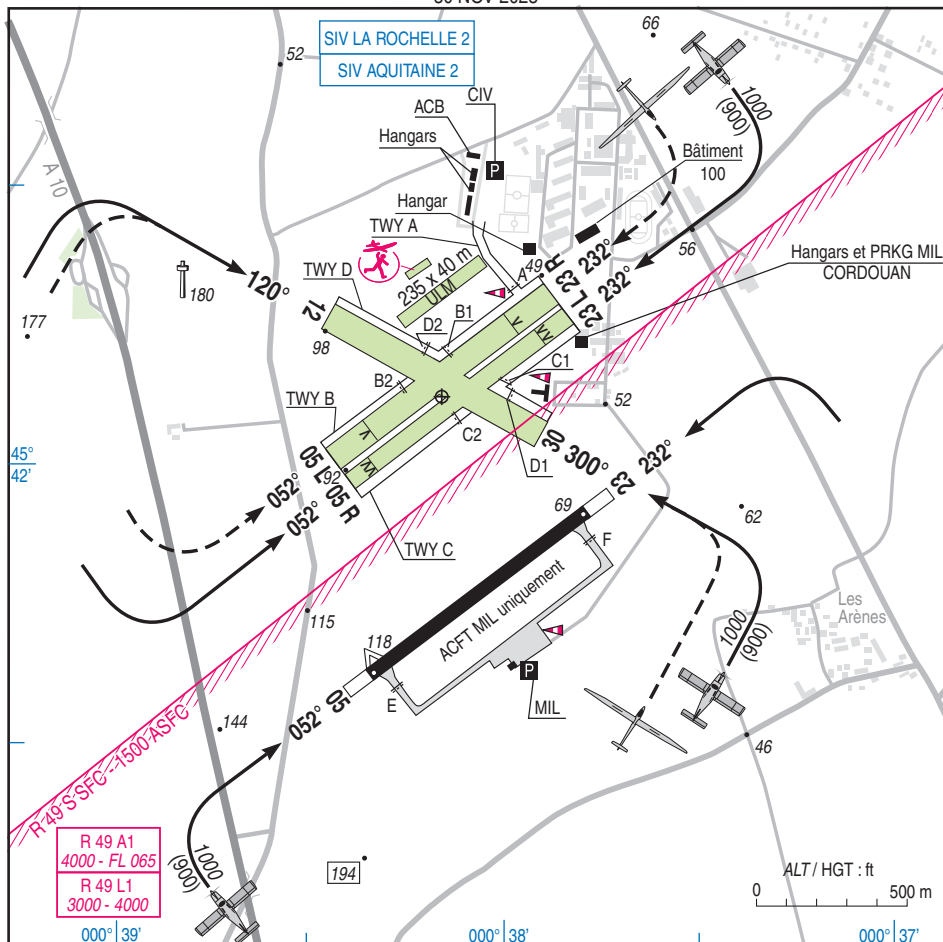 SIV LA ROCHELLE 2
SIV AQUITAINE 2
66
52
ACB
CIV
P
Hangars
1000
(900)
Bâtiment
100
A 10
Hangar
TWY A
A
49
56
Hangars et PRKG MIL
CORDOUAN
TWY D
180
120°
12
235 x 40 m
ULM
23 R
232°
23 L
232°
177
98
D2
B1
V
VV
C1
B2
TWY B
C2
T
52
45°
42'
V
VV
92
05 L
05 R
052°
052°
30
300°
D1
23
232°
TWY C
69
62
F
ACFT MIL uniquement
115
118
Les
Arènes
1000
(900)
P
MIL
E
05
052°
144
46
R 49 S SFC - 1500 ASFC
R 49 A1
4000 - FL 065
R 49 L1
3000 - 4000
1000
(900)
194
ALT / HGT : ft
0
500 m
000° 39'
000° 38'
000° 37'